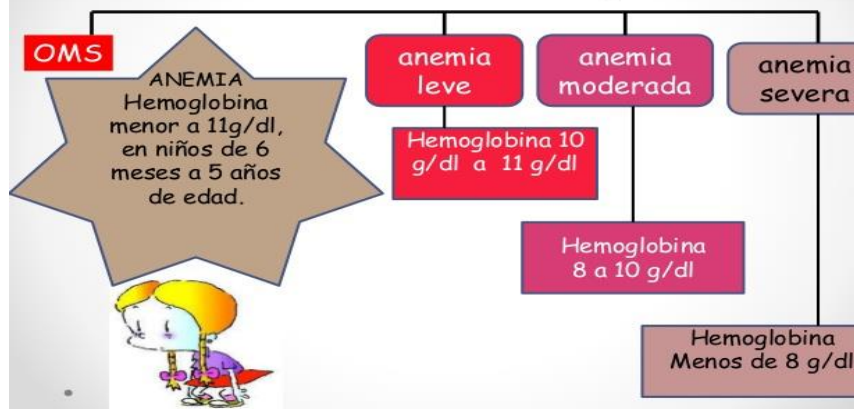 OMS
ANEMIA
Hemoglobina
menor a 11g/dl,
en niños de 6
meses a 5 años
de edad.
anemia
leve
Hemoglobina 10
g/dl a 11 g/dl
anemia
moderada
Hemoglobina
8 a 10 g/dl
anemia
severa
Hemoglobina
Menos de 8 g/dl